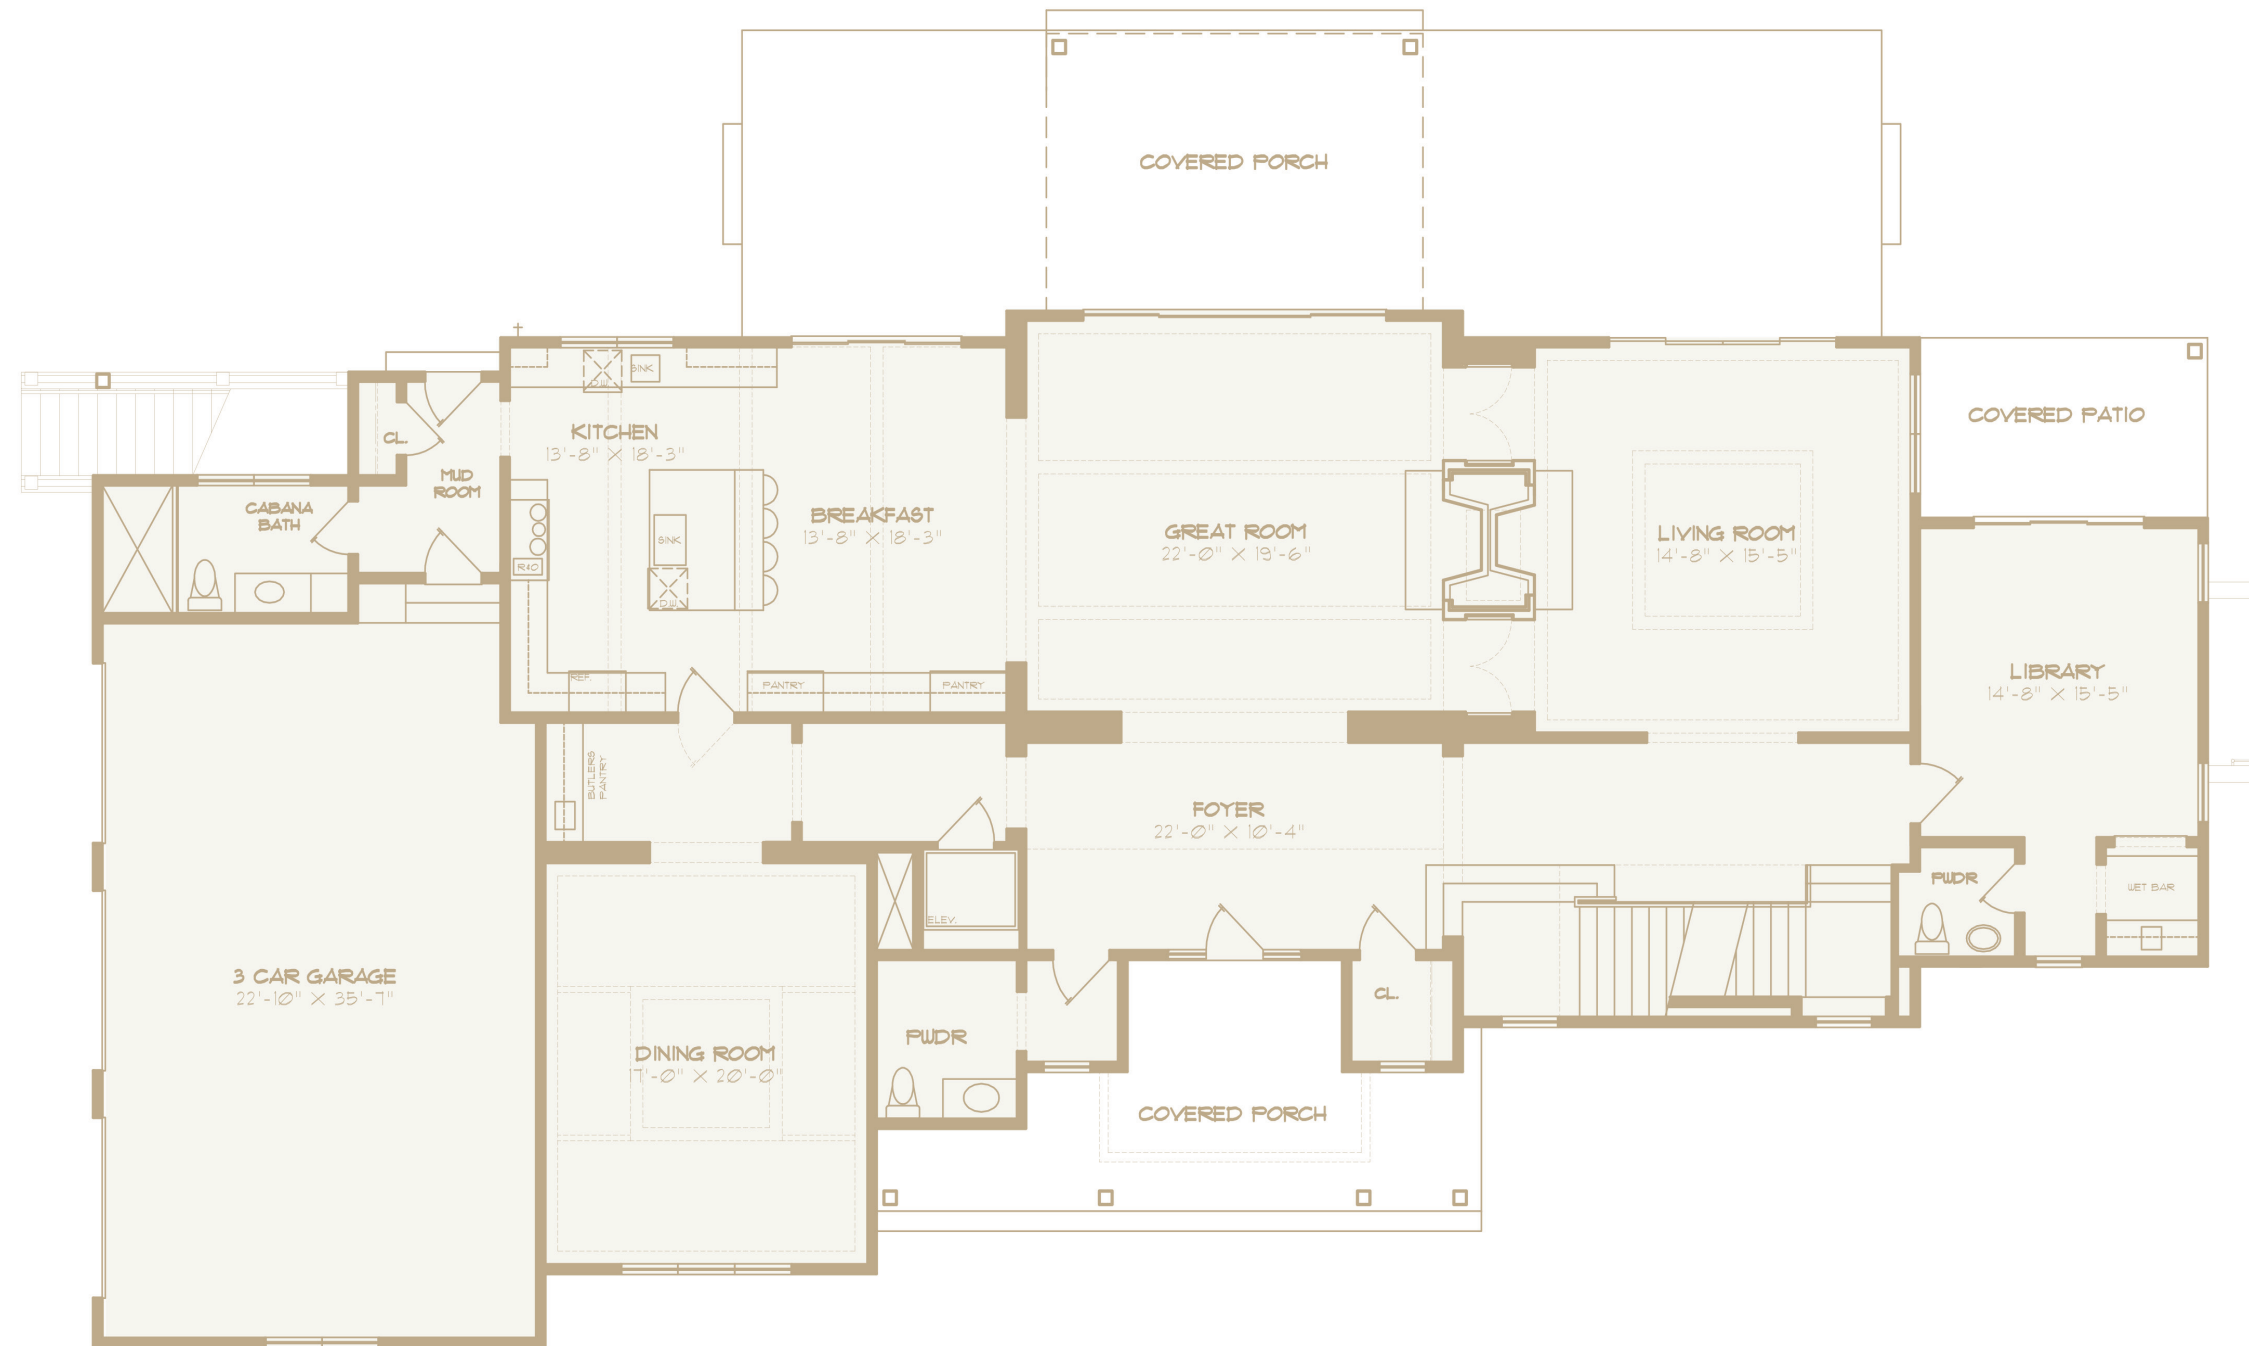 COVERED PORCH
COVERED PATIO
CL.
MUD
ROOM
CABANA
BATH
KITCHEN
13'-8" X 18'-3"
D.W.
SINK
BREAKFAST
13'-8" X 18'-3"
SINK
D.W.
R&O
REF.
PANTRY
PANTRY
GREAT ROOM
22'-0" X 19'-6"
LIVING ROOM
14'-8" X 15'-5"
LIBRARY
14'-8" X 15'-5"
BUTLERS
PANTRY
FOYER
22'-0" X 10'-4"
ELEV.
PWDR
WET BAR
3 CAR GARAGE
22'-10" X 35'-7"
DINING ROOM
17'-0" X 20'-0"
PWDR
CL.
COVERED PORCH